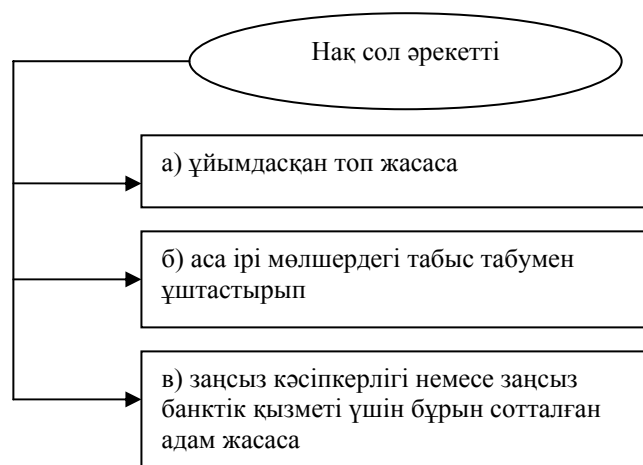 Нақ сол әрекетті
а) ұйымдасқан топ жасаса
б) аса ірі мөлшердегі табыс табумен
ұштастырып
в) заңсыз кәсіпкерлігі немесе заңсыз
банктік қызметі үшін бұрын сотталған
адам жасаса